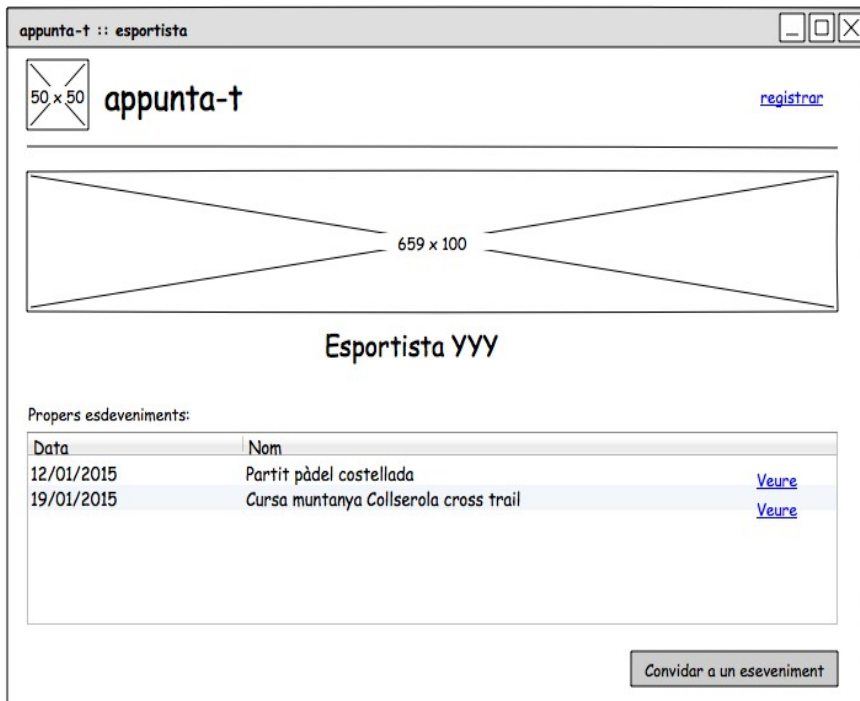 appunta-t :: esportista
50 x 50
appunta-t
registrar
659 x 100
Esportista YYY
Propers esdeveniments:
Data Nom
12/01/2015 Partit pàdel costellada Veure
19/01/2015 Cursa muntanya Collserola cross trail Veure
Convidar a un eseveniment